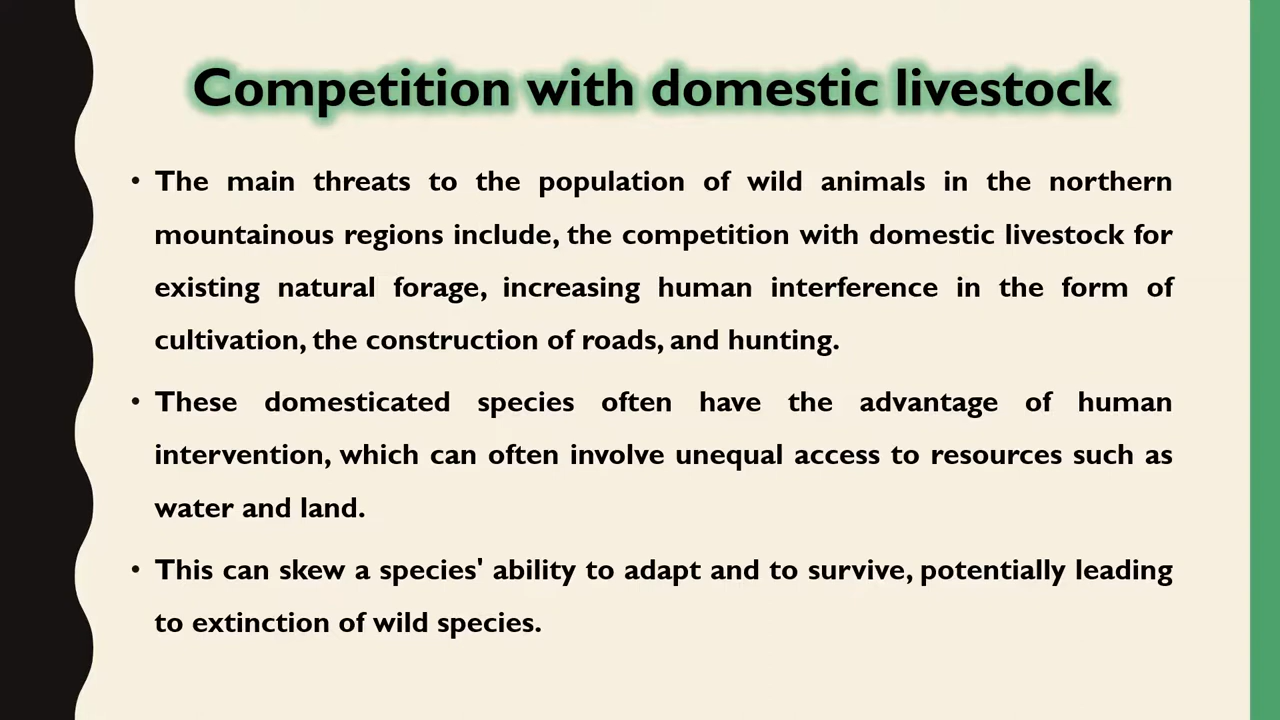 Competition with domestic livestock
• The main threats to the population of wild animals in the northern
mountainous regions include, the competition with domestic livestock for
existing natural forage, increasing human interference in the form of
cultivation, the construction of roads, and hunting.
• These domesticated species often have the advantage of human
intervention, which can often involve unequal access to resources such as
water and land.
• This can skew a species' ability to adapt and to survive, potentially leading
to extinction of wild species.